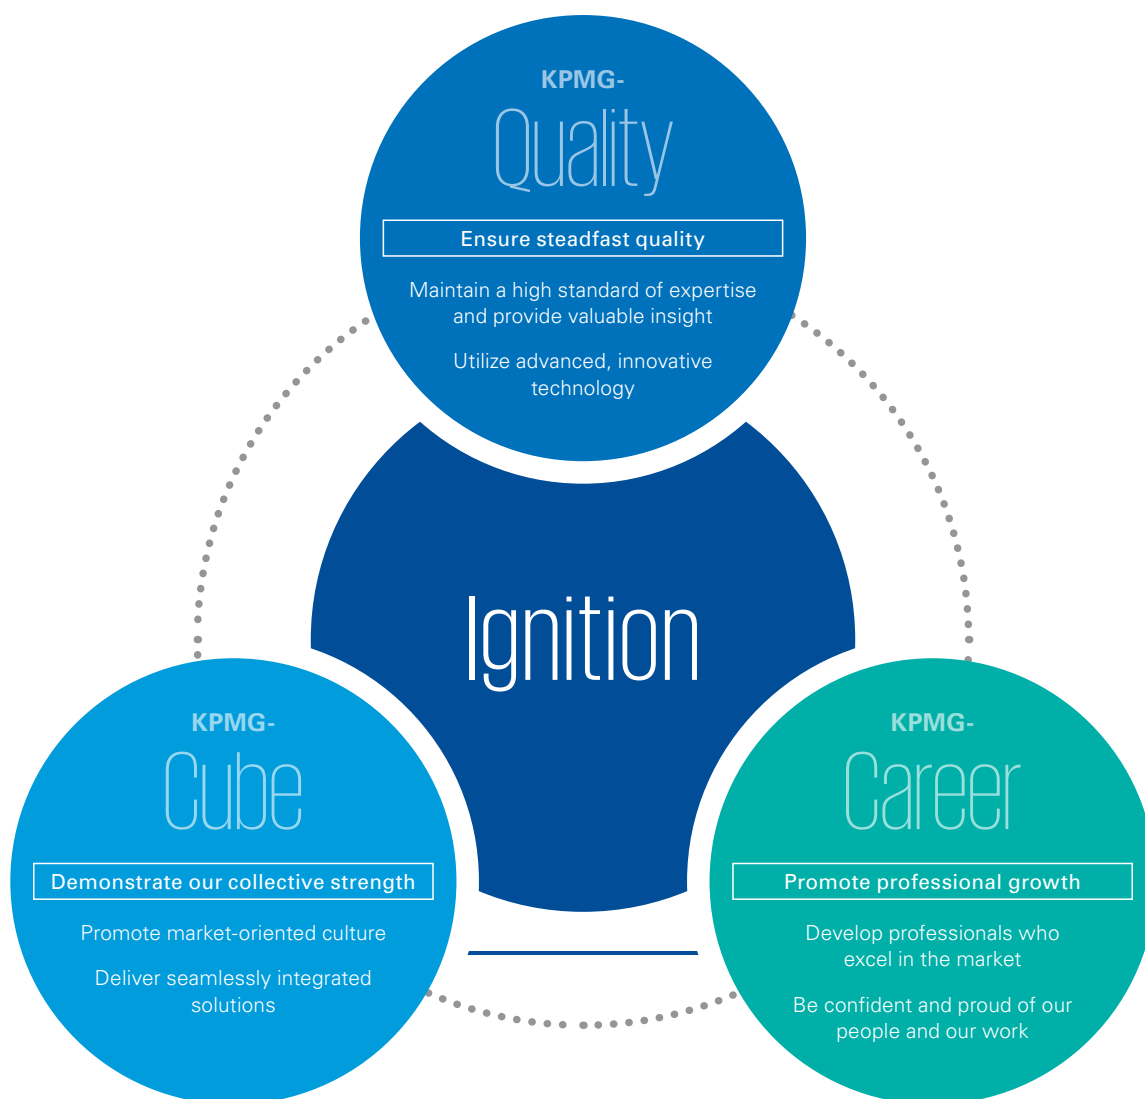 KPMG-
Quality
Ensure steadfast quality
Maintain a high standard of expertise
and provide valuable insight
Utilize advanced, innovative
technology
Ignition
KPMG-
Cube
Demonstrate our collective strength
Promote market-oriented culture
Deliver seamlessly integrated
solutions
KPMG-
Career
Promote professional growth
Develop professionals who
excel in the market
Be confident and proud of our
people and our work